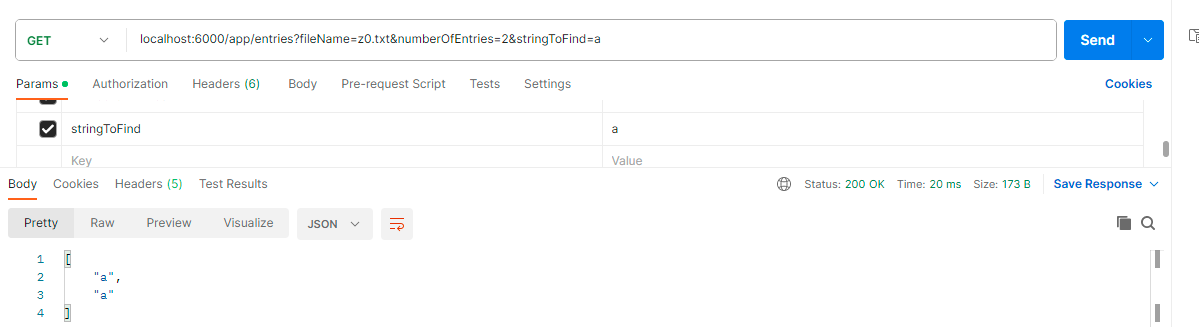 GET localhost:6000/app/entries?fileName=z0.txt&numberOfEntries=2&stringToFind=a Send
Params Authorization Headers (6) Body Pre-request Script Tests Settings Cookies
stringToFind a
Key Value
Body Cookies Headers (5) Test Results Status: 200 OK Time: 20 ms Size: 173 B Save Response
Pretty Raw Preview Visualize JSON
1 [
2 "a",
3 "a"
4 ]